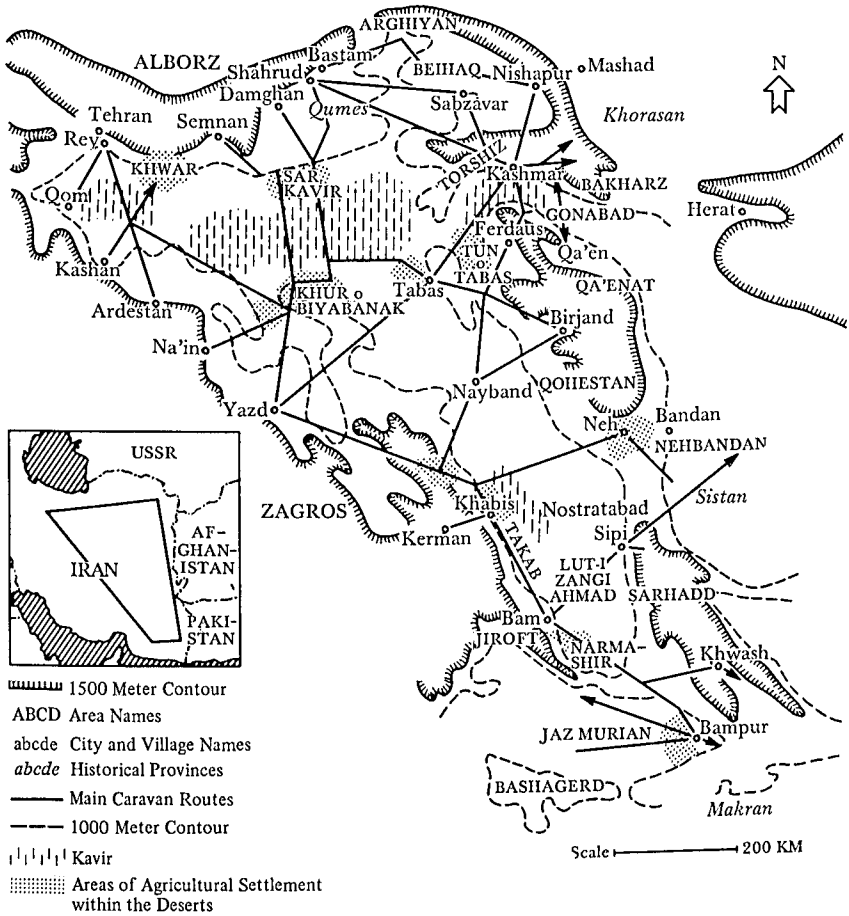 ARGHIYAN
ALBORZ
Bastam
Shahrud
BEIHAQ
Nishapur
Mashad
N
Damghan
Qumes
Sabzavar
Khorasan
Tehran
Rey
Semnan
KHWAR
SAR
KAVIR
TORSHIZ
Kashmar
BAKHARZ
Qom
GONABAD
Herat
Ferdaus
Kashan
TUN
Qa'en
TABAS
Tabas
QA'ENAT
Ardestan
KHUR
BIYABANAK
Birjand
Na'in
Nayband
QOHESTAN
Yazd
Neh
Bandan
NEHBANDAN
USSR
ZAGROS
Khabis
Nostratabad
Sipi
Sistan
Kerman
TAKAB
AF-
GHAN-
ISTAN
IRAN
LUT-I
ZANGI
AHMAD
SARHADD
PAKI-
STAN
Bam
JIROFT
NARMA-
SHIR
Khwash
1500 Meter Contour
ABCD Area Names
abcde City and Village Names
abcde Historical Provinces
Main Caravan Routes
1000 Meter Contour
Kavir
Areas of Agricultural Settlement
within the Deserts
JAZ MURIAN
Bampur
BASHAGERD
Makran
Scale 200 KM